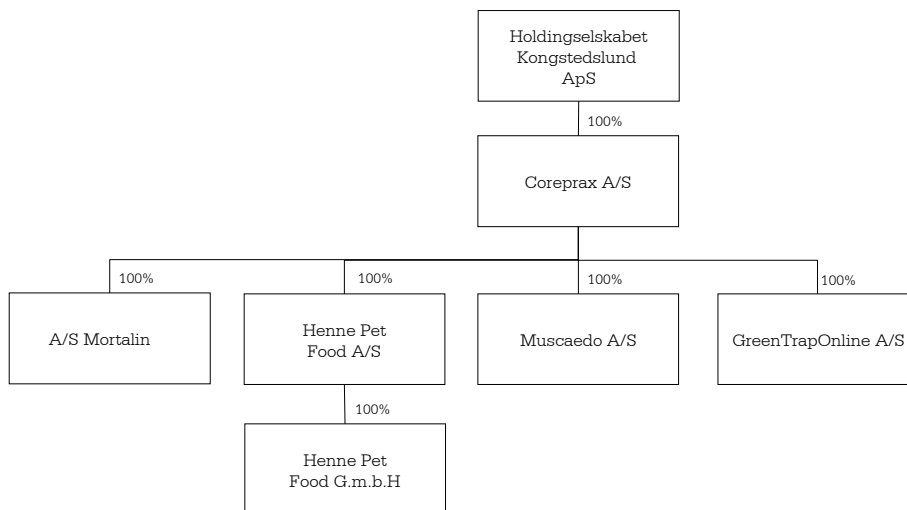 Holdingselskabet
Kongstedslund
ApS
100%
Coreprax A/S
100%
100%
100%
100%
A/S Mortalin
Henne Pet
Food A/S
Muscaedo A/S
GreenTrapOnline A/S
100%
Henne Pet
Food G.m.b.H